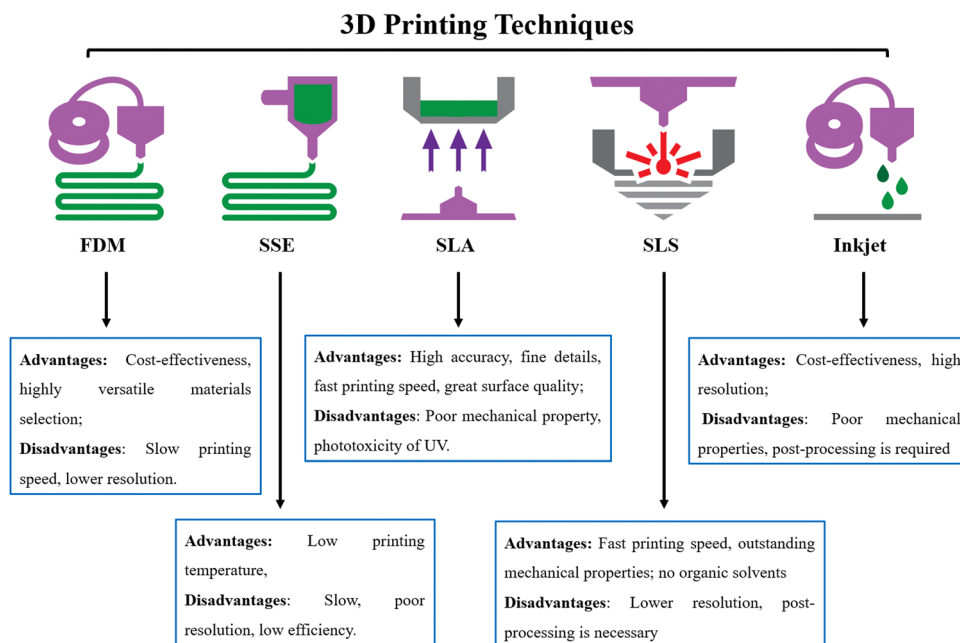 3D Printing Techniques
FDM
SSE
SLA
SLS
Inkjet
Advantages: Cost-effectiveness,
highly versatile materials
selection;
Disadvantages: Slow printing
speed, lower resolution.
Advantages: High accuracy, fine details,
fast printing speed, great surface quality;
Disadvantages: Poor mechanical property,
phototoxicity of UV.
Advantages: Cost-effectiveness, high
resolution;
Disadvantages: Poor mechanical
properties, post-processing is required
Advantages: Low printing
temperature,
Disadvantages: Slow, poor
resolution, low efficiency.
Advantages: Fast printing speed, outstanding
mechanical properties; no organic solvents
Disadvantages: Lower resolution, post-
processing is necessary